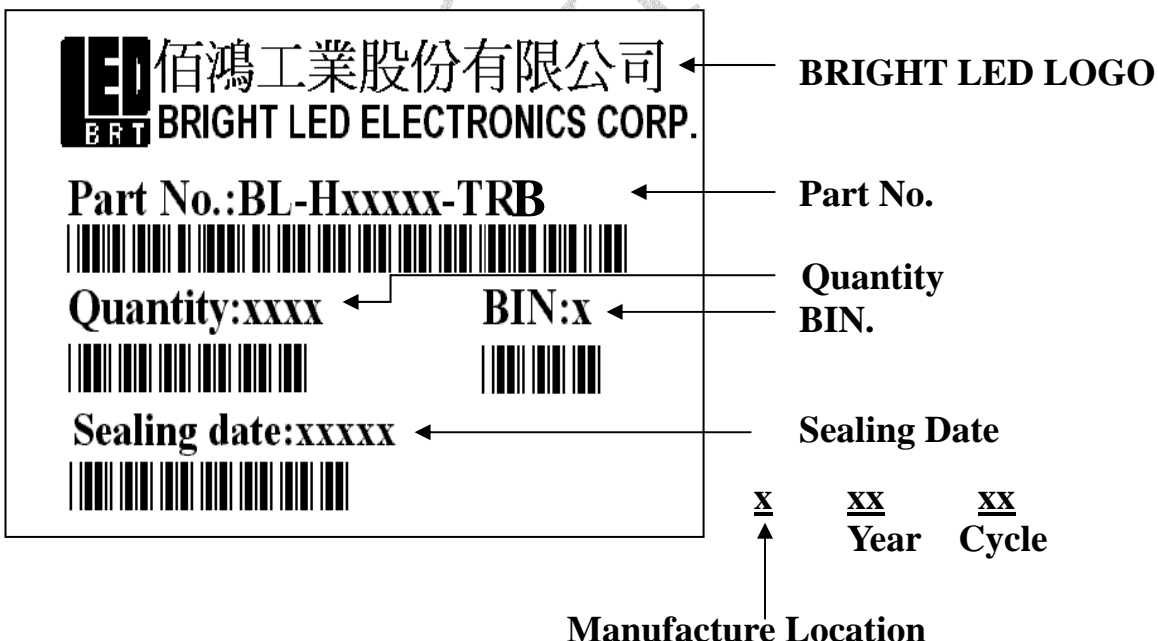 LED
BRT
佰鴻工業股份有限公司
BRIGHT LED ELECTRONICS CORP.
BRIGHT LED LOGO
Part No.:BL-Hxxxxx-TRB
Part No.
Quantity:xxxx
BIN:x
Quantity
BIN.
Sealing date:xxxxx
Sealing Date
x xx xx
Year Cycle
Manufacture Location